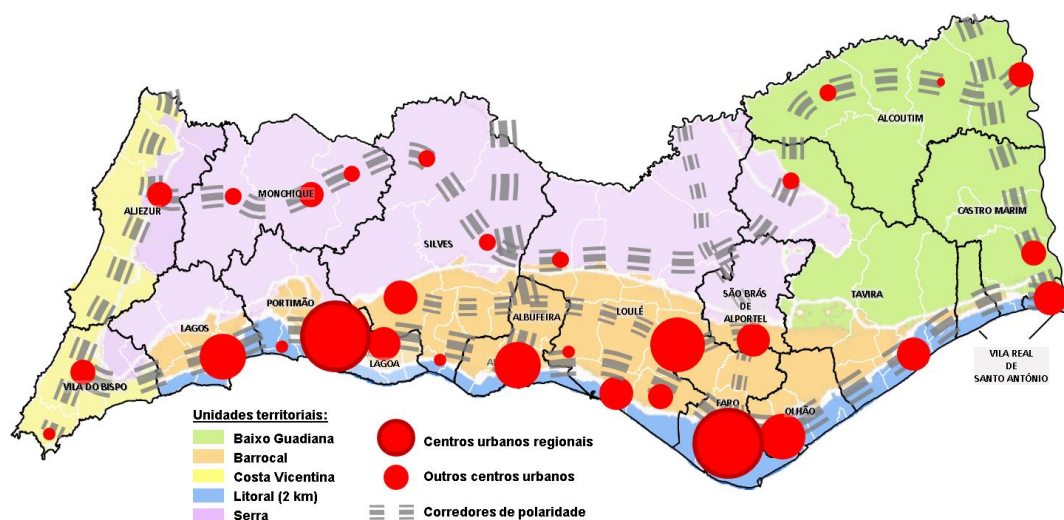 ALCOUTIM
ALJEZUR
MONCHIQUE
CASTRO MARIM
SILVES
SÃO BRÁS
DE
ALPORTEL
TAVIRA
PORTIMÃO
LAGOS
ALBUFEIRA
LOULÉ
LAGOA
VILA DO BISPO
VILA REAL
DE
SANTO ANTÓNIO
FARO
OLHÃO
Unidades territoriais:
Baixo Guadiana
Barrocal
Costa Vicentina
Litoral (2 km)
Serra
Centros urbanos regionais
Outros centros urbanos
Corredores de polaridade